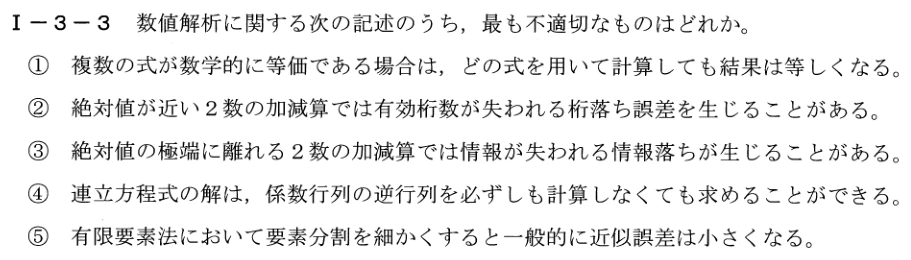 Ⅰ－３－３　数値解析に関する次の記述のうち，最も不適切なものはどれか。
①　複数の式が数学的に等価である場合は，どの式を用いて計算しても結果は等しくなる。
②　絶対値が近い２数の加減算では有効桁数が失われる桁落ち誤差を生じることがある。
③　絶対値の極端に離れる２数の加減算では情報が失われる情報落ちが生じることがある。
④　連立方程式の解は，係数行列の逆行列を必ずしも計算しなくても求めることができる。
⑤　有限要素法において要素分割を細かくすると一般的に近似誤差は小さくなる。